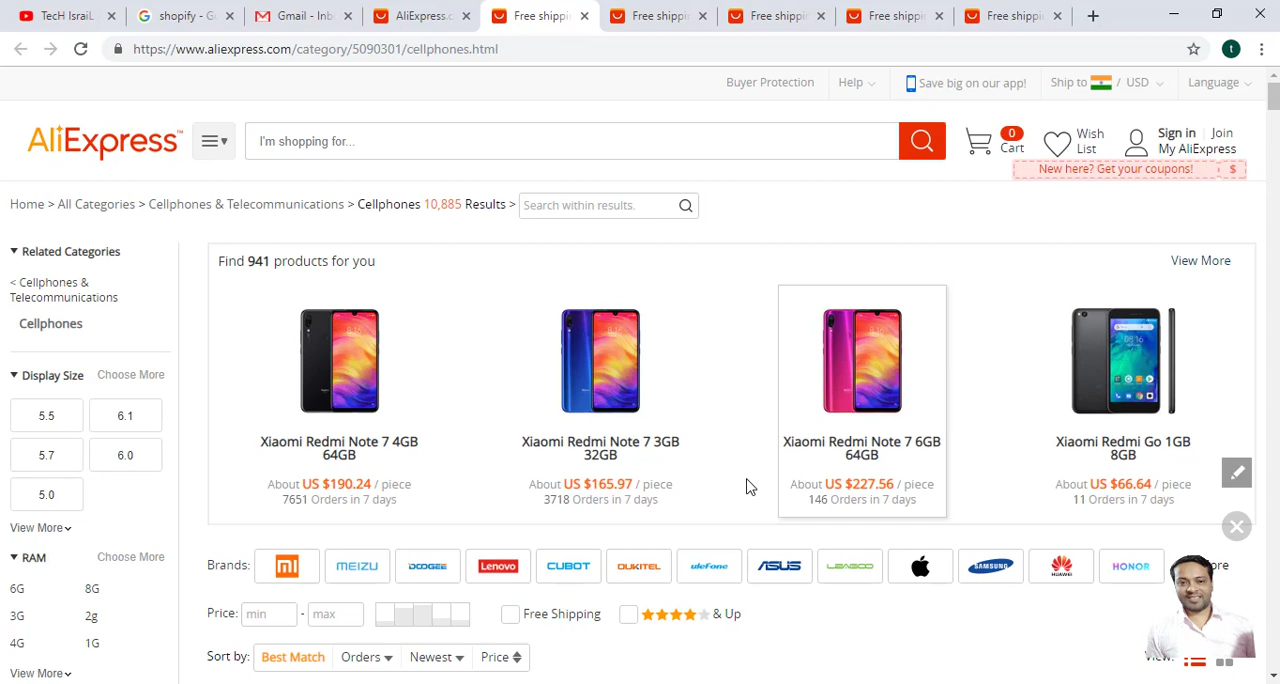 TecH IsraiL
shopify - Go
Gmail - Inb
AliExpress.c
Free shippi
Free shippi
Free shippi
Free shippi
Free shippi
https://www.aliexpress.com/category/5090301/cellphones.html
t
Buyer Protection
Help
Save big on our app!
Ship to / USD
Language
AliExpress™
I'm shopping for...
0
Cart
Wish
List
Sign in | Join
My AliExpress
New here? Get your coupons! $
Home > All Categories > Cellphones & Telecommunications > Cellphones 10,885 Results >
Search within results.
Related Categories
< Cellphones &
Telecommunications
Cellphones
Display Size
Choose More
5.5
6.1
5.7
6.0
5.0
View More
RAM
Choose More
6G
8G
3G
2g
4G
1G
View More
Find 941 products for you
View More
Xiaomi Redmi Note 7 4GB
64GB
About US $190.24 / piece
7651 Orders in 7 days
Xiaomi Redmi Note 7 3GB
32GB
About US $165.97 / piece
3718 Orders in 7 days
Xiaomi Redmi Note 7 6GB
64GB
About US $227.56 / piece
146 Orders in 7 days
Xiaomi Redmi Go 1GB
8GB
About US $66.64 / piece
11 Orders in 7 days
Brands:
MEIZU
DOOGEE
Lenovo
CUBOT
OUKITEL
ulefone
ASUS
LEAGOO
SAMSUNG
HUAWEI
HONOR
Price:
min
-
max
Free Shipping
& Up
Sort by:
Best Match
Orders
Newest
Price